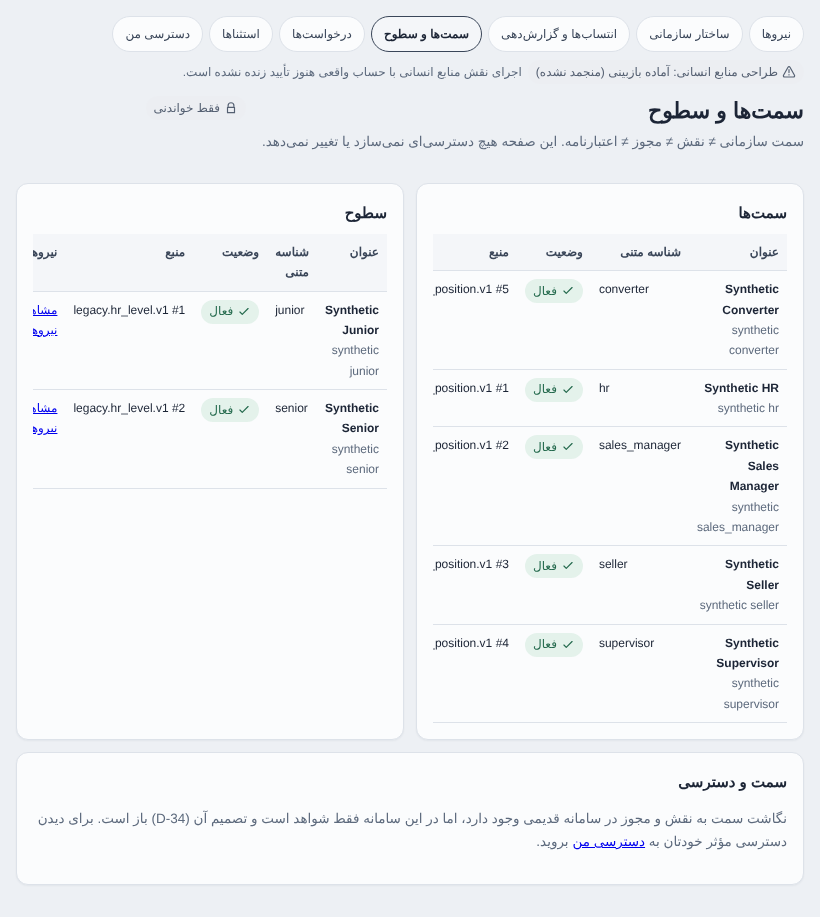 نیروها
ساختار سازمانی
انتساب‌ها و گزارش‌دهی
سمت‌ها و سطوح
درخواست‌ها
استثناها
دسترسی من
طراحی منابع انسانی: آماده بازبینی (منجمد نشده)
اجرای نقش منابع انسانی با حساب واقعی هنوز تأیید زنده نشده است.
سمت‌ها و سطوح
فقط خواندنی
سمت سازمانی ≠ نقش ≠ مجوز ≠ اعتبارنامه. این صفحه هیچ دسترسی‌ای نمی‌سازد یا تغییر نمی‌دهد.
سمت‌ها
عنوان شناسه متنی وضعیت منبع
Synthetic converter فعال position.v1 #5
Converter
synthetic
converter
Synthetic HR hr فعال position.v1 #1
synthetic hr
Synthetic sales_manager فعال position.v1 #2
Sales
Manager
synthetic
sales_manager
Synthetic seller فعال position.v1 #3
Seller
synthetic seller
Synthetic supervisor فعال position.v1 #4
Supervisor
synthetic
supervisor
سطوح
عنوان شناسه وضعیت منبع
متنی
Synthetic junior فعال legacy.hr_level.v1 #1
Junior
synthetic
junior
Synthetic senior فعال legacy.hr_level.v1 #2
Senior
synthetic
senior
سمت و دسترسی
نگاشت سمت به نقش و مجوز در سامانه قدیمی وجود دارد، اما در این سامانه فقط شواهد است و تصمیم آن (D-34) باز است. برای دیدن
دسترسی مؤثر خودتان به دسترسی من بروید.